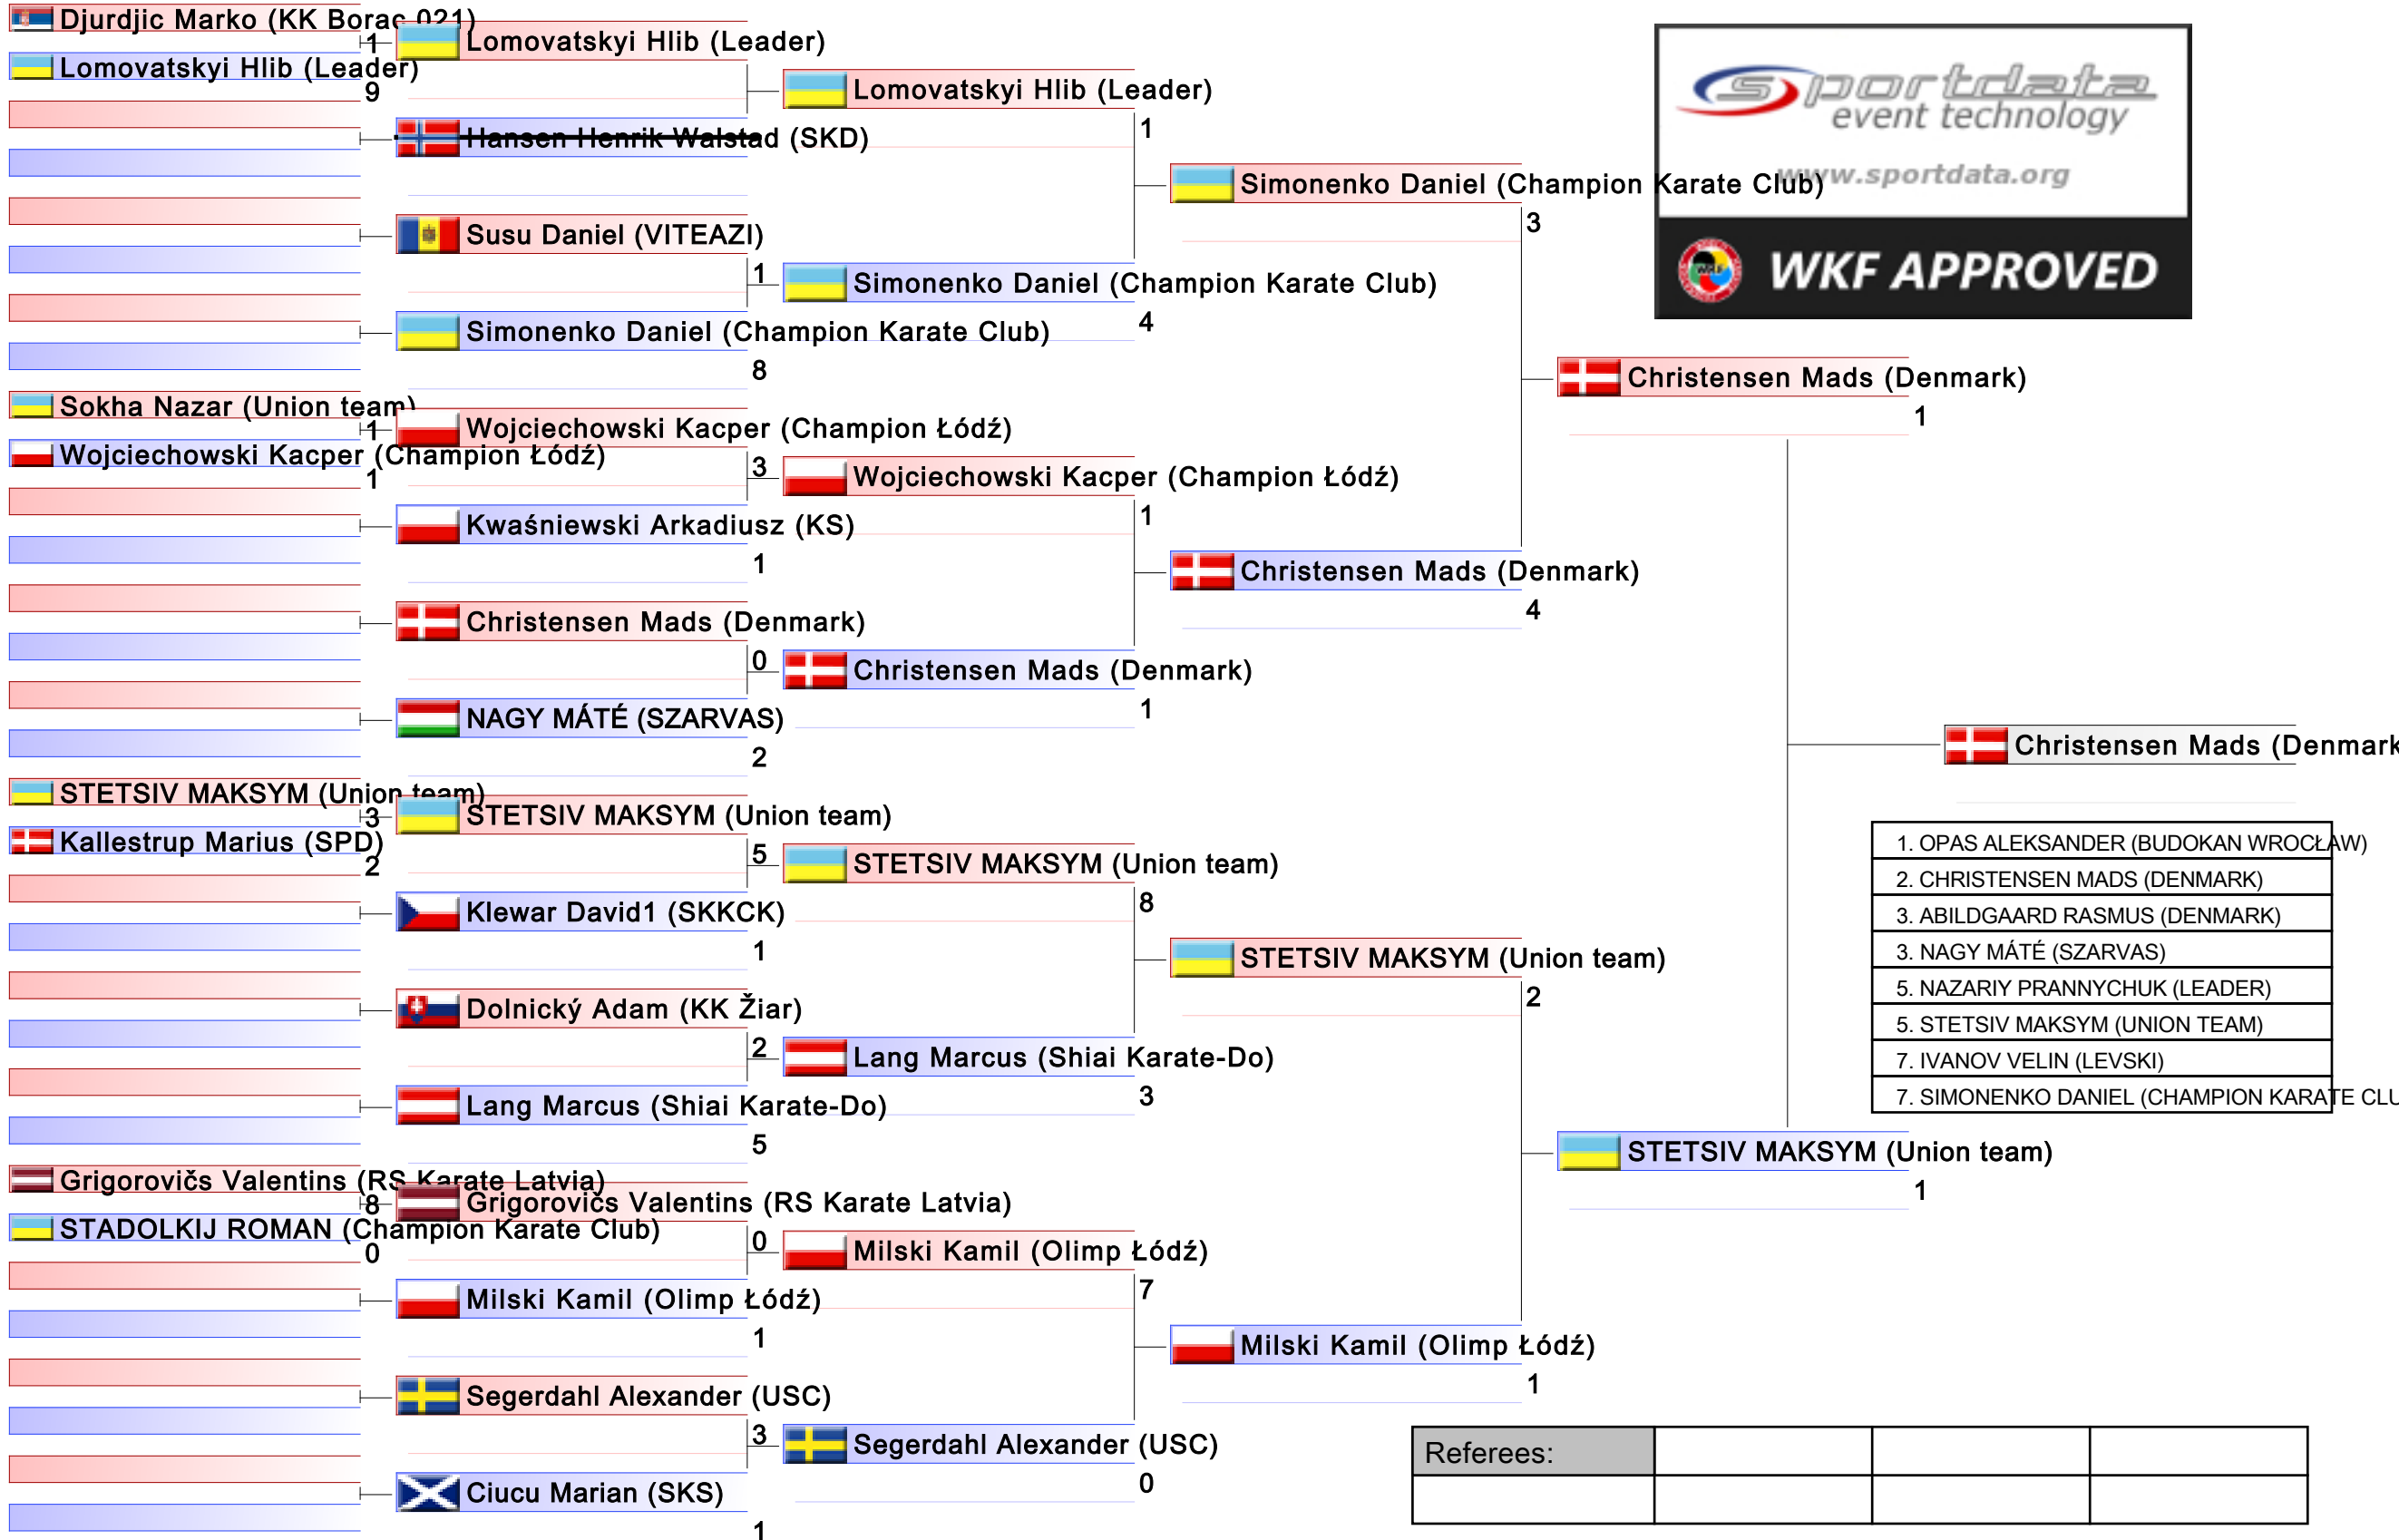 Djurdjic Marko (KK Borac 021)
1
Lomovatskyi Hlib (Leader)
9
Sokha Nazar (Union team)
1
Wojciechowski Kacper (Champion Łódź)
1
STETSIV MAKSYM (Union team)
3
Kallestrup Marius (SPD)
2
Grigorovičs Valentins (RS Karate Latvia)
8
STADOLKIJ ROMAN (Champion Karate Club)
0
Lomovatskyi Hlib (Leader)
Hansen Henrik Walstad (SKD)
Susu Daniel (VITEAZI)
1
Simonenko Daniel (Champion Karate Club)
8
Wojciechowski Kacper (Champion Łódź)
3
Kwaśniewski Arkadiusz (KS)
1
Christensen Mads (Denmark)
0
NAGY MÁTÉ (SZARVAS)
2
STETSIV MAKSYM (Union team)
5
Klewar David1 (SKKCK)
1
Dolnický Adam (KK Žiar)
2
Lang Marcus (Shiai Karate-Do)
5
Grigorovičs Valentins (RS Karate Latvia)
0
Milski Kamil (Olimp Łódź)
1
Segerdahl Alexander (USC)
3
Ciucu Marian (SKS)
1
Lomovatskyi Hlib (Leader)
1
Simonenko Daniel (Champion Karate Club)
4
Wojciechowski Kacper (Champion Łódź)
1
Christensen Mads (Denmark)
1
STETSIV MAKSYM (Union team)
8
Lang Marcus (Shiai Karate-Do)
3
Milski Kamil (Olimp Łódź)
7
Segerdahl Alexander (USC)
0
Simonenko Daniel (Champion Karate Club)
3
Christensen Mads (Denmark)
4
STETSIV MAKSYM (Union team)
2
Milski Kamil (Olimp Łódź)
1
Christensen Mads (Denmark)
1
STETSIV MAKSYM (Union team)
1
Christensen Mads (Denmark
sportdata
event technology
www.sportdata.org
WKF
WKF APPROVED
1. OPAS ALEKSANDER (BUDOKAN WROCŁAW)
2. CHRISTENSEN MADS (DENMARK)
3. ABILDGAARD RASMUS (DENMARK)
3. NAGY MÁTÉ (SZARVAS)
5. NAZARIY PRANNYCHUK (LEADER)
5. STETSIV MAKSYM (UNION TEAM)
7. IVANOV VELIN (LEVSKI)
7. SIMONENKO DANIEL (CHAMPION KARATE CLU
Referees: